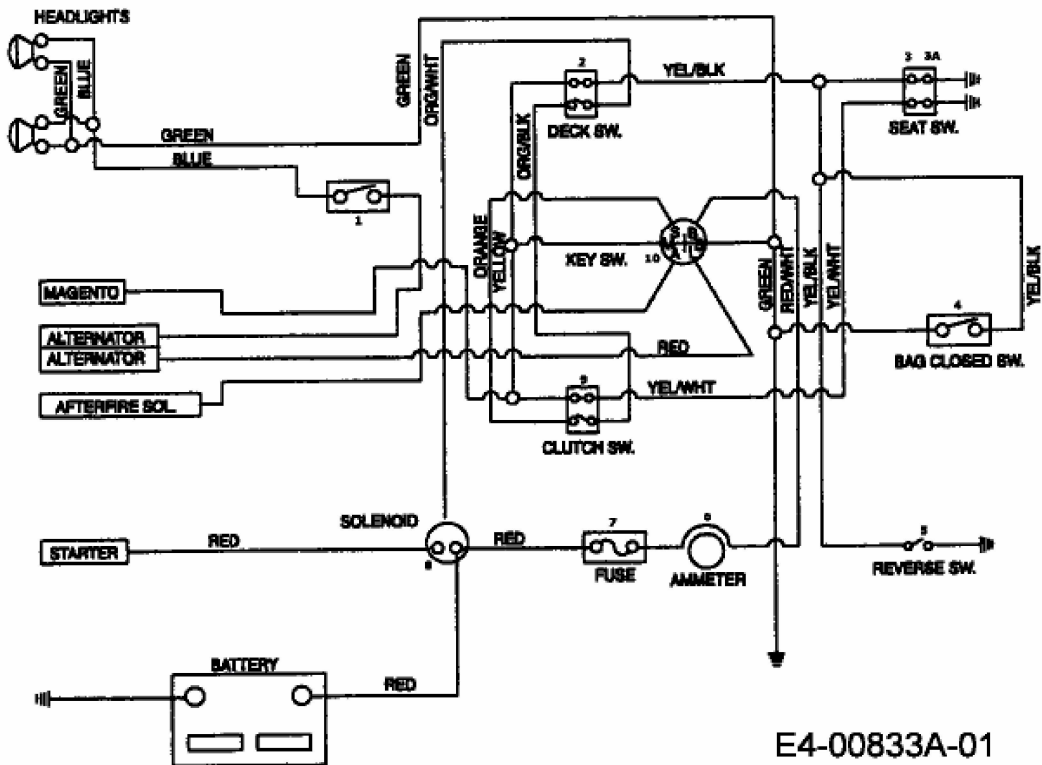 HEADLIGHTS
GREEN
BLUE
GREEN
BLUE
1
GREEN
ORG/WHT
2
DECK SW.
YEL/BLK
3 3A
SEAT SW.
ORG/BLK
ORANGE
YELLOW
KEY SW.
10
GREEN
RED/WHT
YEL/BLK
YEL/WHT
YEL/BLK
MAGENTO
ALTERNATOR
ALTERNATOR
AFTERFIRE SOL.
RED
4
BAG CLOSED SW.
9
YEL/WHT
CLUTCH SW.
SOLENOID
STARTER
RED
8
RED
7
FUSE
6
AMMETER
5
REVERSE SW.
BATTERY
RED
E4-00833A-01